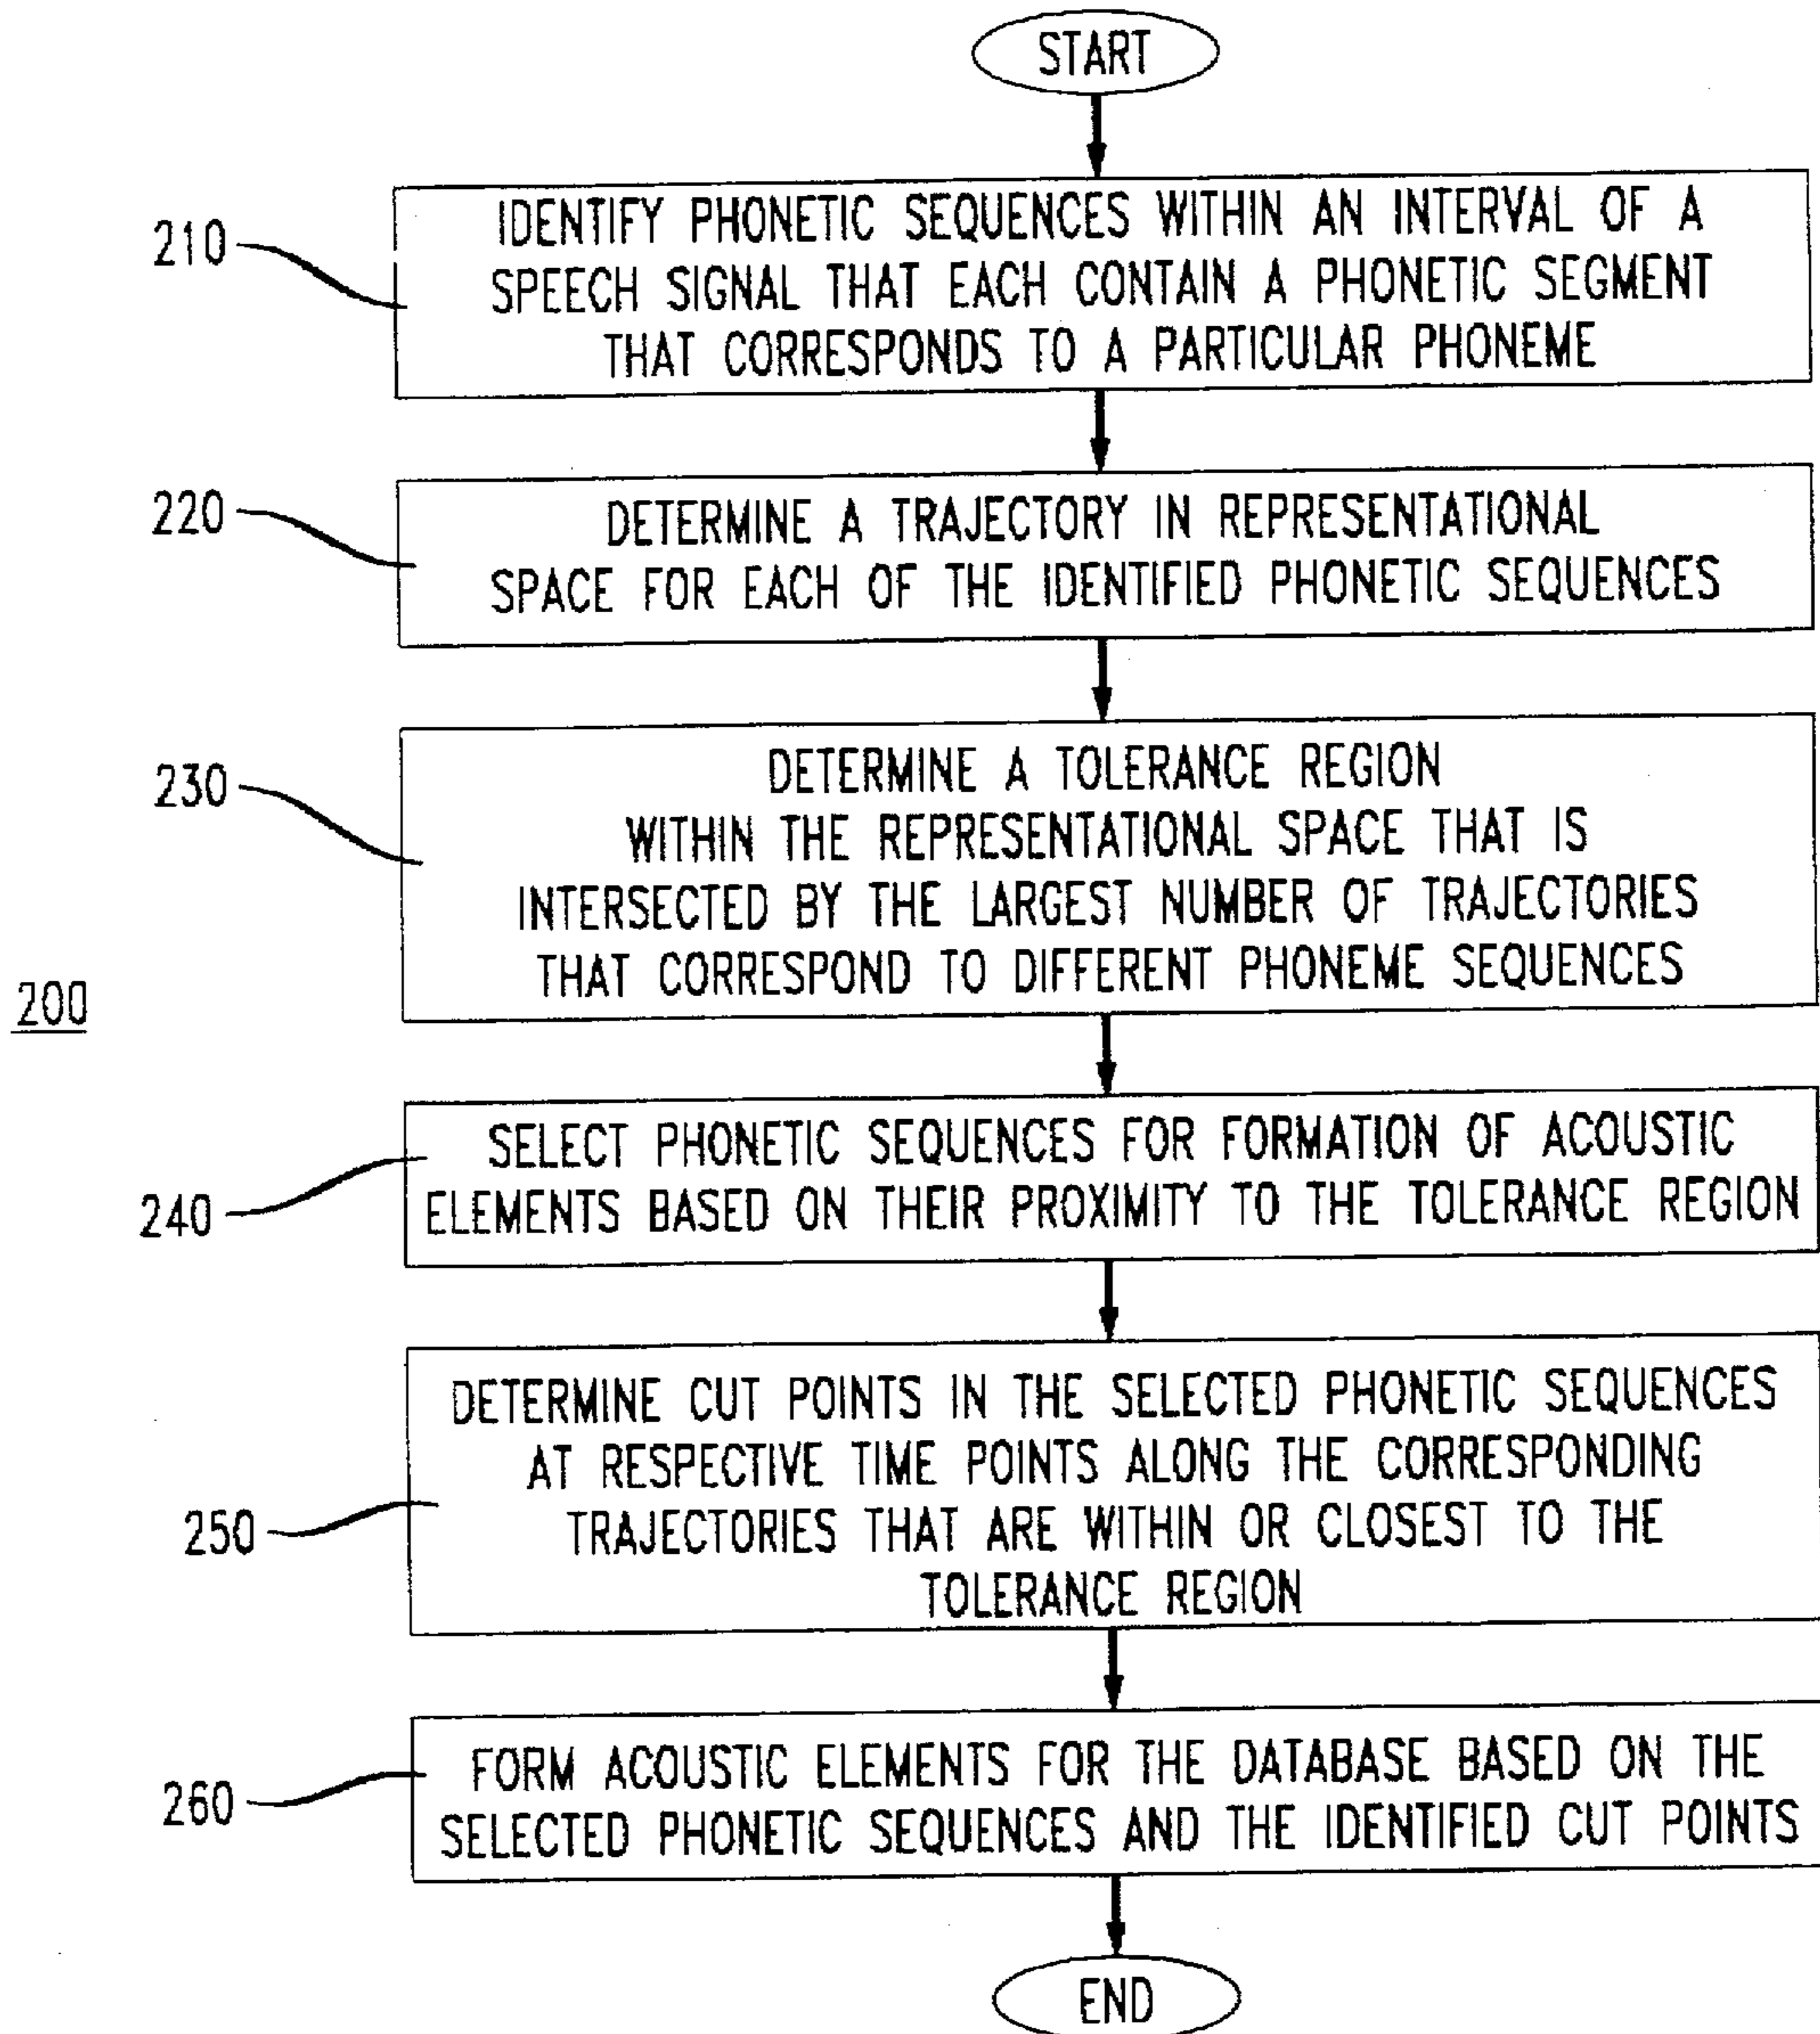 START
210
IDENTIFY PHONETIC SEQUENCES WITHIN AN INTERVAL OF A
SPEECH SIGNAL THAT EACH CONTAIN A PHONETIC SEGMENT
THAT CORRESPONDS TO A PARTICULAR PHONEME
220
DETERMINE A TRAJECTORY IN REPRESENTATIONAL
SPACE FOR EACH OF THE IDENTIFIED PHONETIC SEQUENCES
230
DETERMINE A TOLERANCE REGION
WITHIN THE REPRESENTATIONAL SPACE THAT IS
INTERSECTED BY THE LARGEST NUMBER OF TRAJECTORIES
THAT CORRESPOND TO DIFFERENT PHONEME SEQUENCES
200
240
SELECT PHONETIC SEQUENCES FOR FORMATION OF ACOUSTIC
ELEMENTS BASED ON THEIR PROXIMITY TO THE TOLERANCE REGION
250
DETERMINE CUT POINTS IN THE SELECTED PHONETIC SEQUENCES
AT RESPECTIVE TIME POINTS ALONG THE CORRESPONDING
TRAJECTORIES THAT ARE WITHIN OR CLOSEST TO THE
TOLERANCE REGION
260
FORM ACOUSTIC ELEMENTS FOR THE DATABASE BASED ON THE
SELECTED PHONETIC SEQUENCES AND THE IDENTIFIED CUT POINTS
END